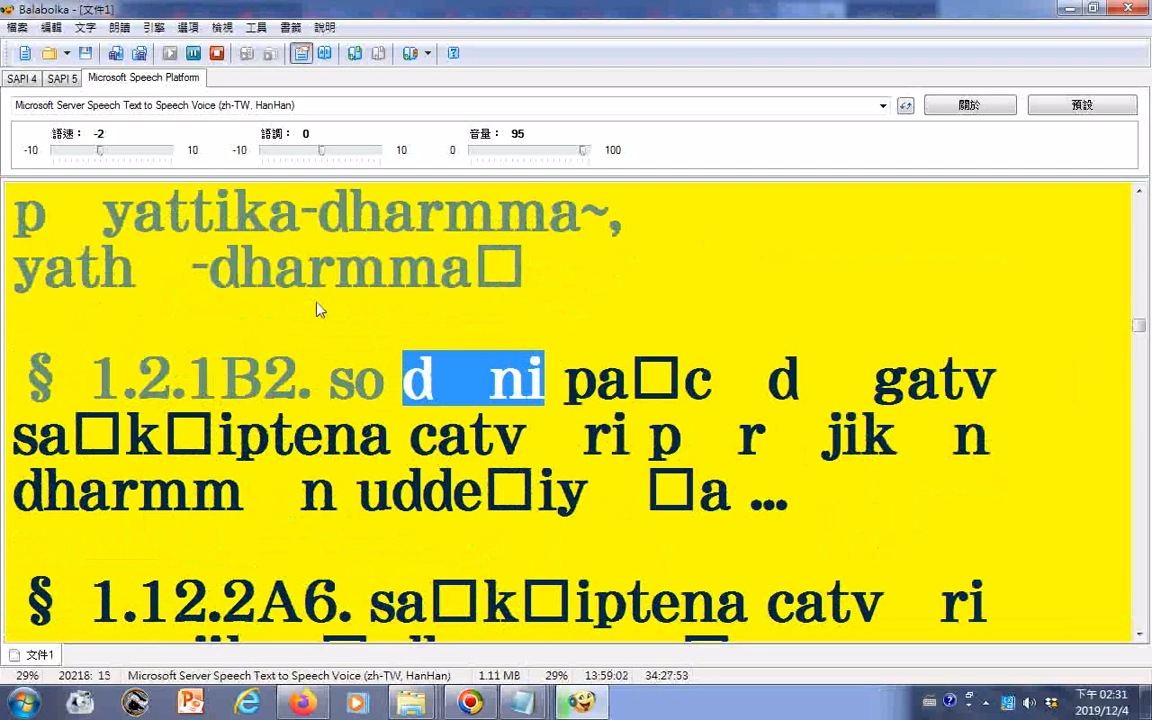 Balabolka - [文件1]
檔案 編輯 文字 朗讀 引擎 選項 檢視 工具 書籤 說明
SAPI 4 SAPI 5 Microsoft Speech Platform
Microsoft Server Speech Text to Speech Voice (zh-TW, HanHan) 關於 預設
語速： -2 語調： 0 音量： 95
-10 10 -10 10 0 100
p yattika-dharmma~,
yath -dharmma□
§ 1.2.1B2. so d ni pa□c d gatv
sa□k□iptena catv ri p r jik n
dharmm n udde□iy □a ...
§ 1.12.2A6. sa□k□iptena catv ri
文件1
29% 20218: 15 Microsoft Server Speech Text to Speech Voice (zh-TW, HanHan) 1.11 MB 29% 13:59:02 34:27:53
下午 02:31
2019/12/4